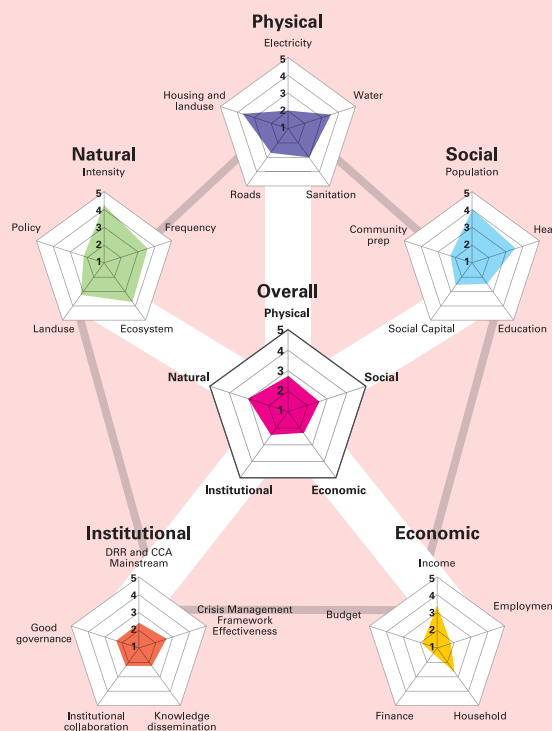 Physical
Electricity
5
4
3
2
1
Housing and
landuse
Water
Roads
Sanitation
Natural
Intensity
5
4
3
2
1
Policy
Frequency
Landuse
Ecosystem
Social
Population
5
4
3
2
1
Community
prep
Hea
Social Capital
Education
Overall
Physical
5
4
3
2
1
Natural
Social
Institutional
Economic
Institutional
DRR and CCA
Mainstream
5
4
3
2
1
Good
governance
Crisis Management
Framework
Effectiveness
Institutional
collaboration
Knowledge
dissemination
Economic
Income
5
4
3
2
1
Budget
Employmen
Finance
Household